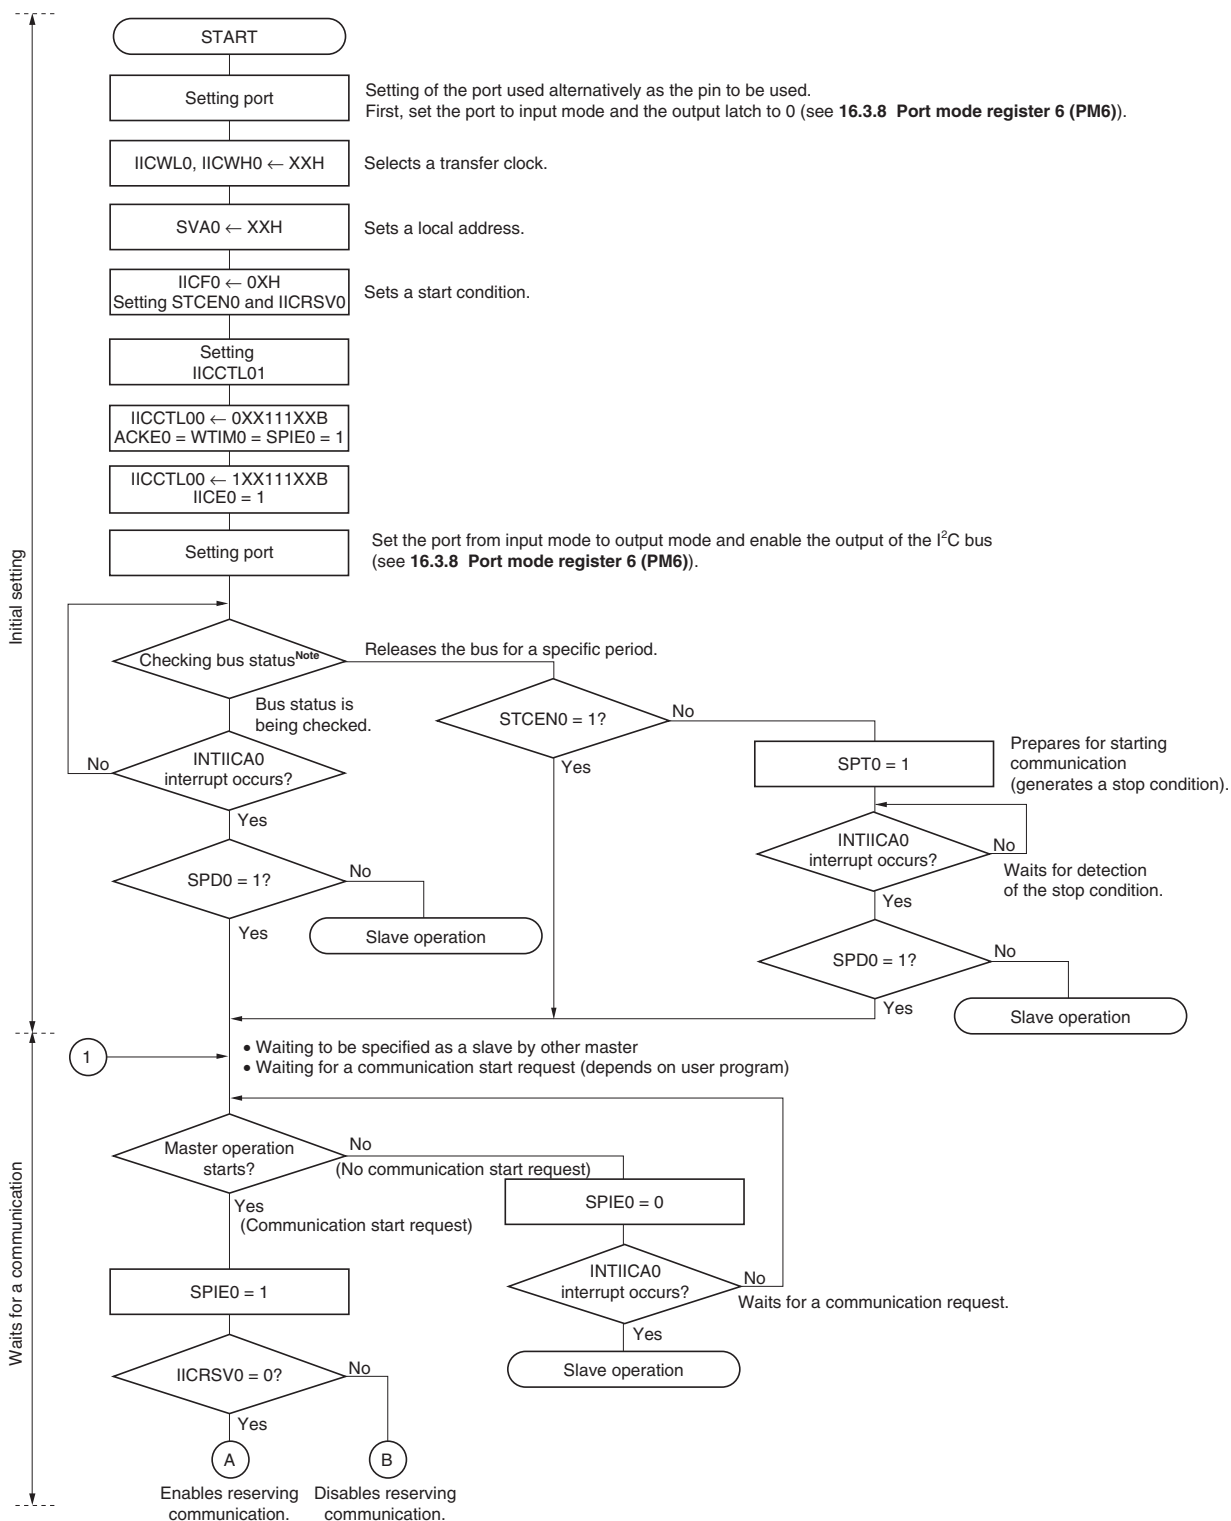 START
Setting port
Setting of the port used alternatively as the pin to be used.
First, set the port to input mode and the output latch to 0 (see 16.3.8 Port mode register 6 (PM6)).
IICWL0, IICWH0 ← XXH
Selects a transfer clock.
SVA0 ← XXH
Sets a local address.
IICF0 ← 0XH
Setting STCEN0 and IICRSV0
Sets a start condition.
Setting
IICCTL01
IICCTL00 ← 0XX111XXB
ACKE0 = WTIM0 = SPIE0 = 1
IICCTL00 ← 1XX111XXB
IICE0 = 1
Setting port
Set the port from input mode to output mode and enable the output of the I²C bus
(see 16.3.8 Port mode register 6 (PM6)).
Initial setting
Checking bus statusNote
Releases the bus for a specific period.
Bus status is
being checked.
STCEN0 = 1?
No
Yes
INTIICA0
interrupt occurs?
No
Yes
SPT0 = 1
Prepares for starting
communication
(generates a stop condition).
INTIICA0
interrupt occurs?
No
Waits for detection
of the stop condition.
Yes
SPD0 = 1?
No
Yes
Slave operation
SPD0 = 1?
No
Yes
Slave operation
1
• Waiting to be specified as a slave by other master
• Waiting for a communication start request (depends on user program)
Waits for a communication
Master operation
starts?
No
(No communication start request)
Yes
(Communication start request)
SPIE0 = 0
INTIICA0
interrupt occurs?
No
Waits for a communication request.
Yes
Slave operation
SPIE0 = 1
IICRSV0 = 0?
No
Yes
A
B
Enables reserving
communication.
Disables reserving
communication.